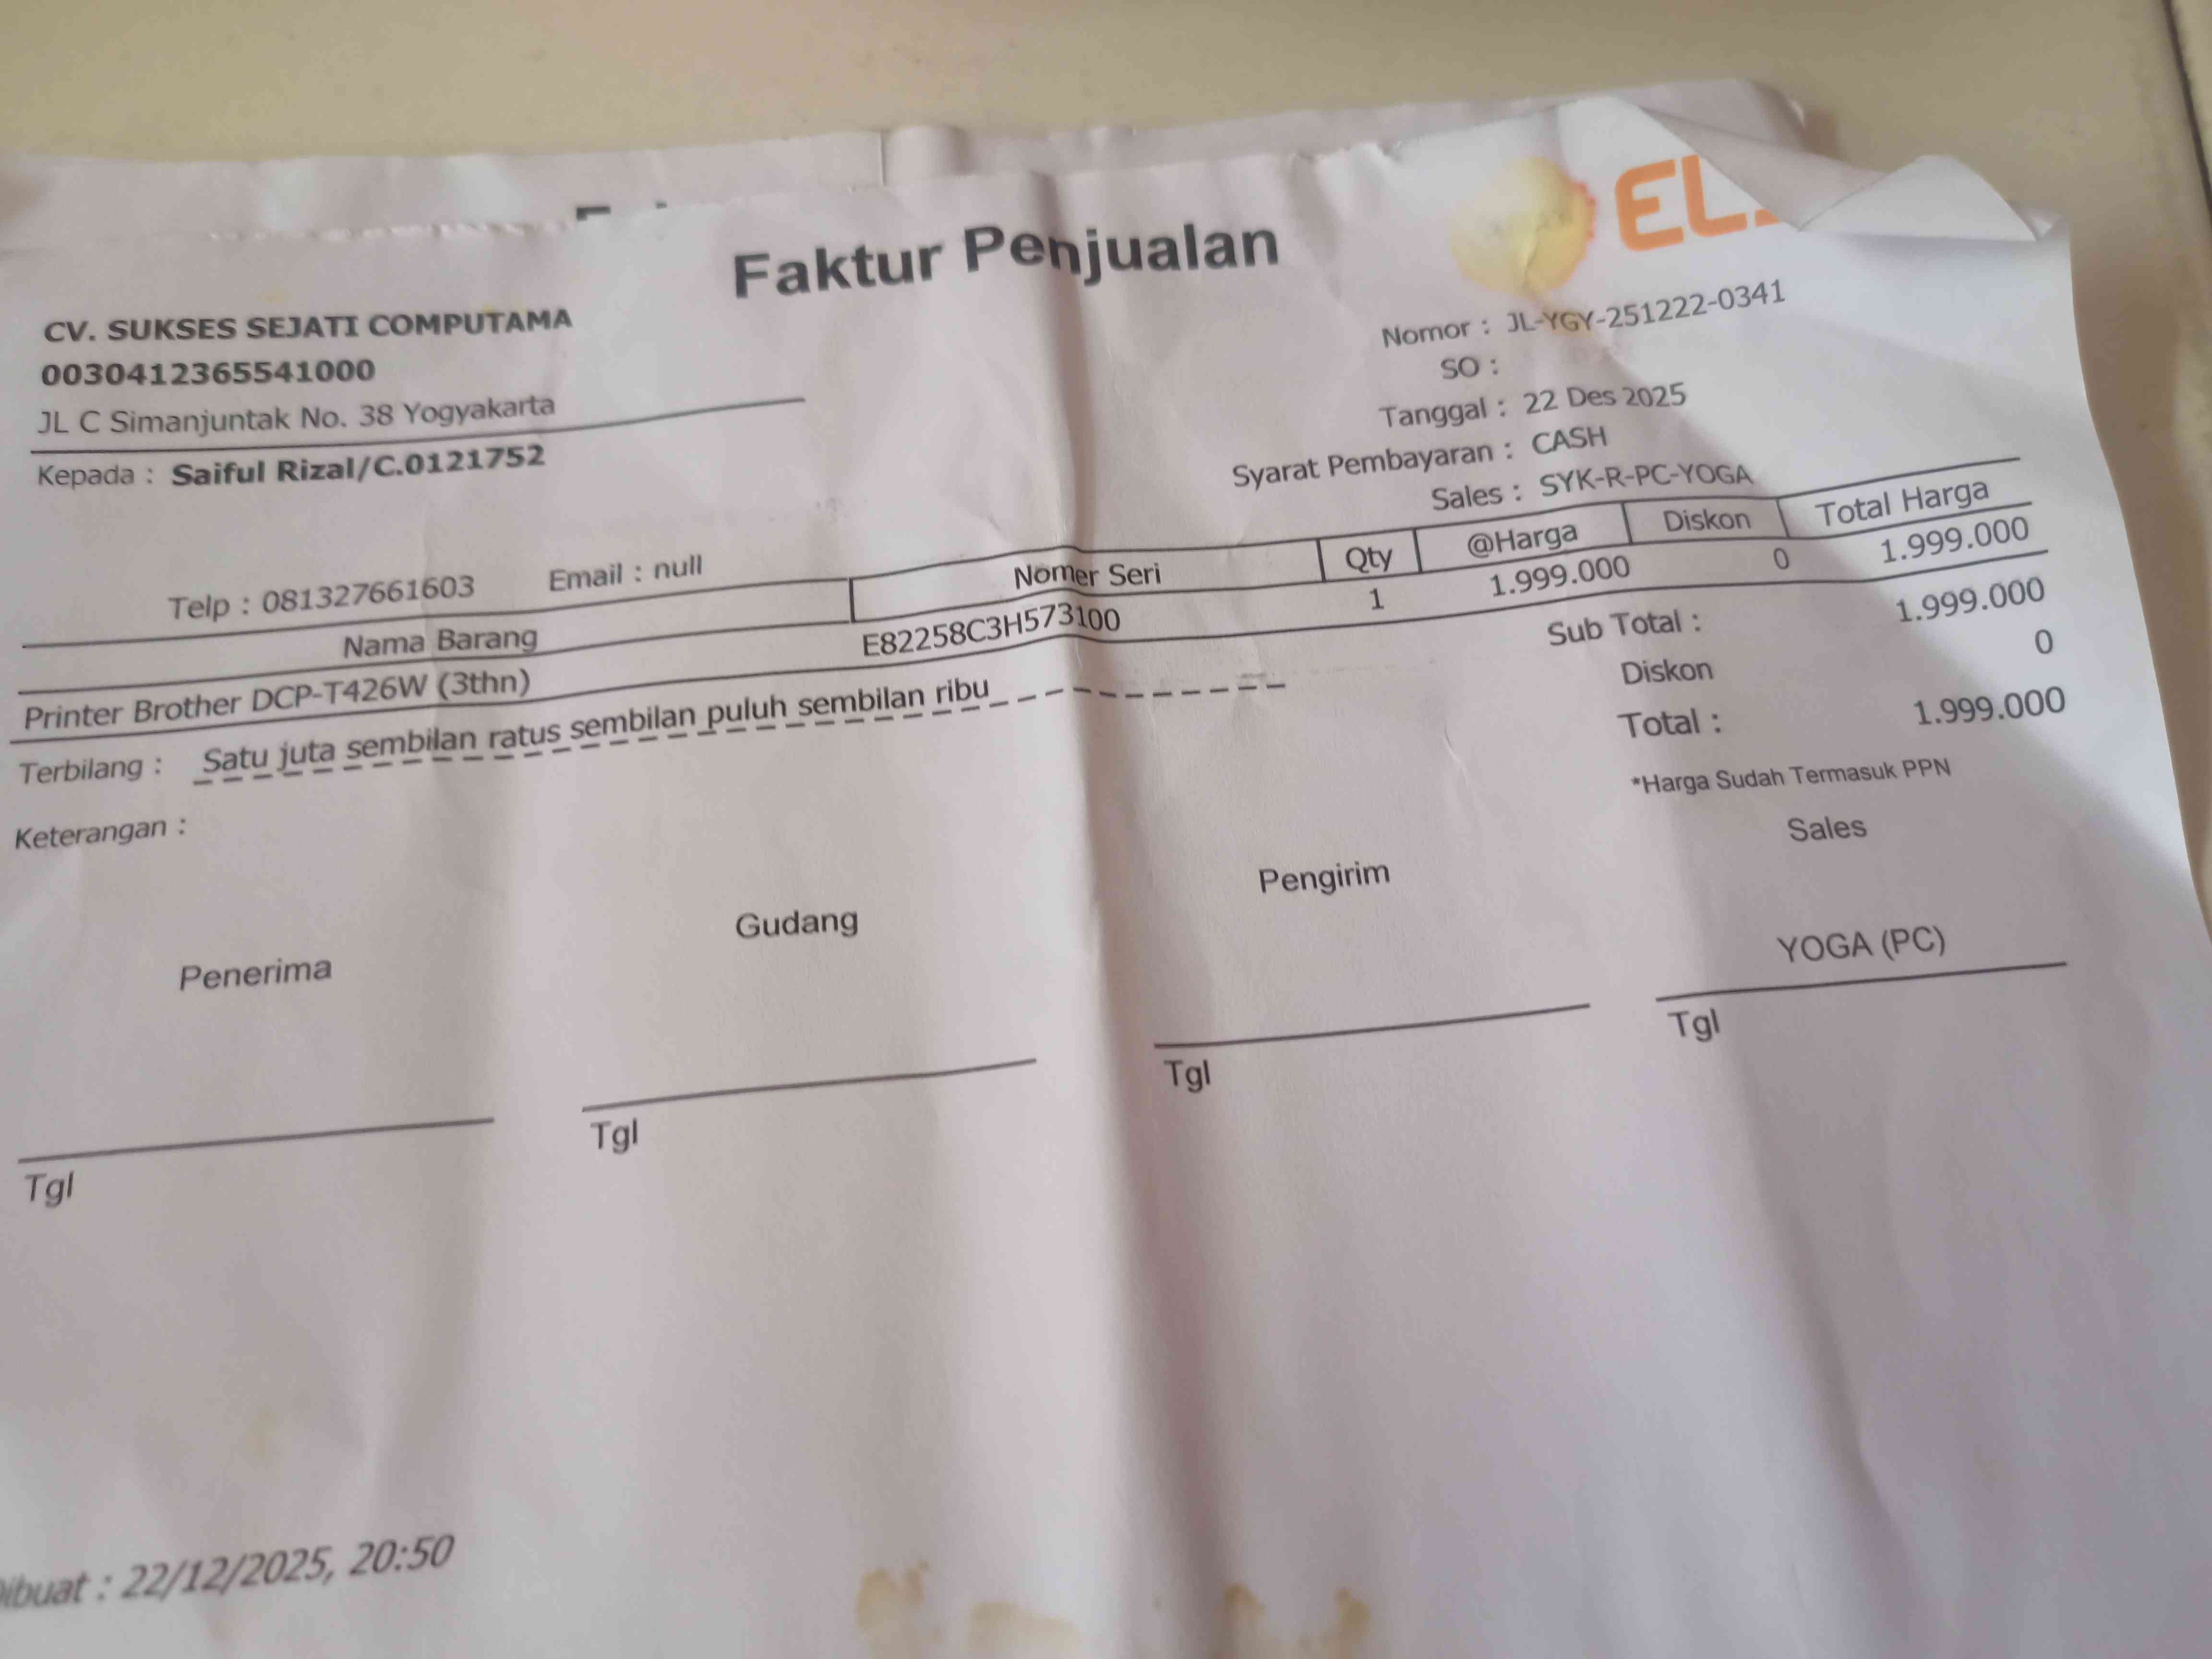 Faktur Penjualan
CV. SUKSES SEJATI COMPUTAMA
0030412365541000
JL C Simanjuntak No. 38 Yogyakarta
Kepada : Saiful Rizal/C.0121752
Telp : 081327661603 Email : null
Nomor : JL-YGY-251222-0341
SO :
Tanggal : 22 Des 2025
Syarat Pembayaran : CASH
Sales : SYK-R-PC-YOGA
Nama Barang Nomer Seri Qty @Harga Diskon Total Harga
Printer Brother DCP-T426W (3thn) E82258C3H573100 1 1.999.000 0 1.999.000
Terbilang : Satu juta sembilan ratus sembilan puluh sembilan ribu
Sub Total : 1.999.000
Diskon 0
Total : 1.999.000
*Harga Sudah Termasuk PPN
Keterangan :
Penerima Gudang Pengirim Sales
YOGA (PC)
Tgl Tgl Tgl Tgl
Dibuat : 22/12/2025, 20:50